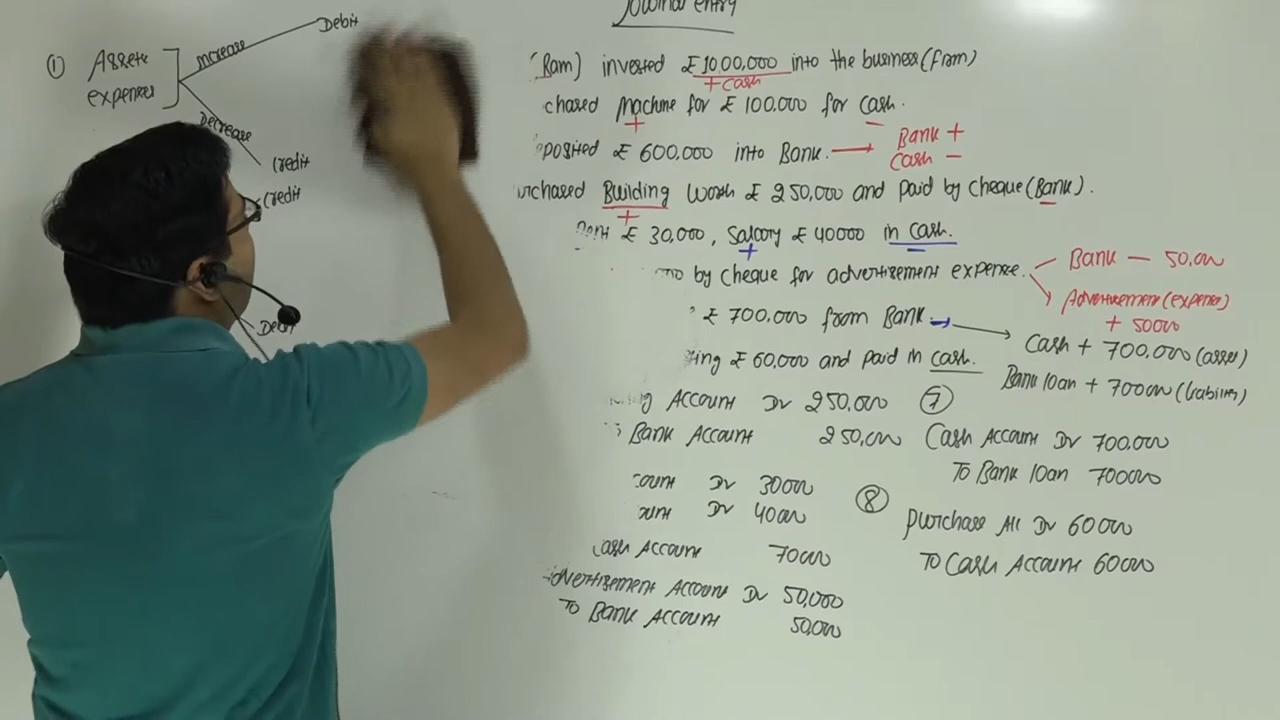 Journal entry
① Assets
expenses
increase
Debit
Decrease
Credit
Credit
Debit
Ram) invested £1000,000 into the business (firm)
+ cash
chased Machine for £ 100.000 for cash.
+ −
posited £ 600,000 into Bank. → Bank +
Cash −
urchased Building worth £ 250,000 and paid by cheque (Bank).
+ −
Rent £ 30,000, Salary £ 40000 in cash.
+ −
by cheque for advertisement expense.
Bank − 50,000
Advertisement (expense)
+ 50000
£ 700,000 from Bank. →
Cash + 700,000 (asset)
Bank loan + 700000 (liability)
£ 60,000 and paid in cash.
Account Dr 250,000
Bank Account 250,000
Dr 30000
Dr 40000
Cash Account 70000
Advertisement Account Dr 50,000
To Bank Account 50,000
⑦
Cash Account Dr 700,000
To Bank loan 700000
⑧
Purchase A/c Dr 60000
To Cash Account 60000